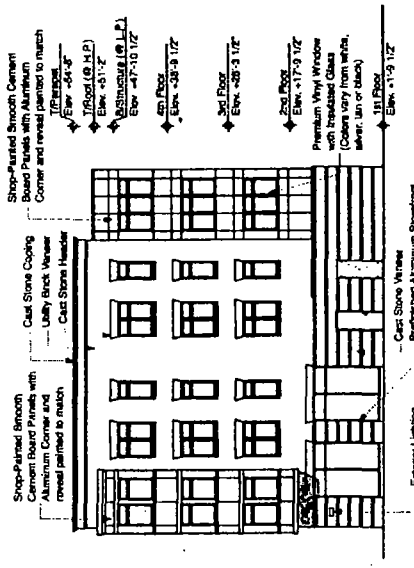 Shop-Painted Smooth
Cement Board Panels with
Aluminum Corner and
reveal painted to match
Cast Stone Coping
Utility Brick Veneer
Cast Stone Header
Shop-Painted Smooth Cement
Board Panels with Aluminum
Corner and reveal painted to match
T/Parapet
Elev.
T/Roof (@ H.P.)
Elev. +51'-2"
B/Structure (@ L.P.)
Elev. +47'-10 1/2"
4th Floor
Elev. +38'-9 1/2"
3rd Floor
Elev. +28'-3 1/2"
2nd Floor
Elev. +17'-9 1/2"
Premium Vinyl Window
with Insulated Glass
(Colors vary from white,
silver, tan or black)
1st Floor
Elev. +1'-9 1/2"
Cast Stone Veneer